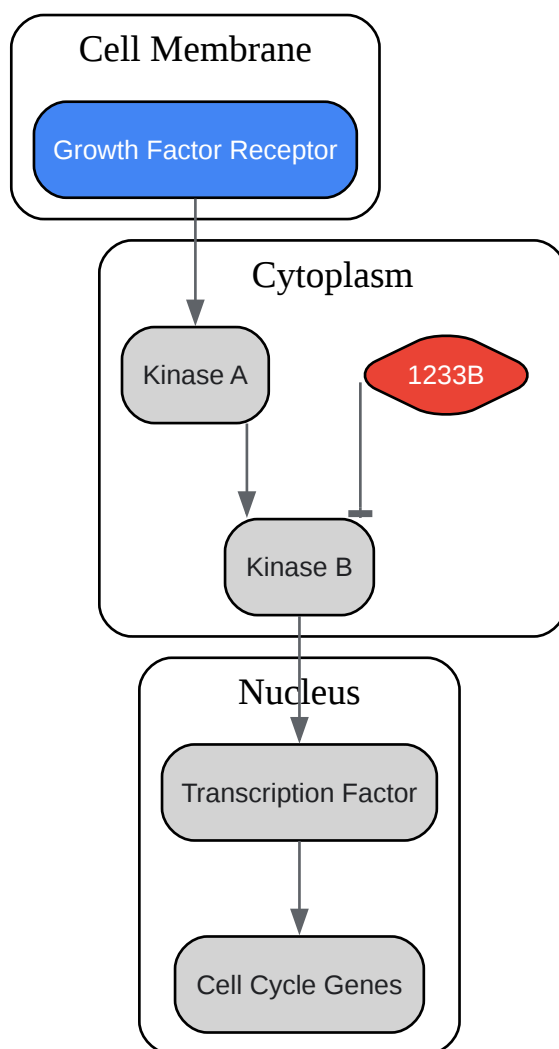 Cell Membrane
Growth Factor Receptor
Cytoplasm
Kinase A
1233B
Kinase B
Nucleus
Transcription Factor
Cell Cycle Genes